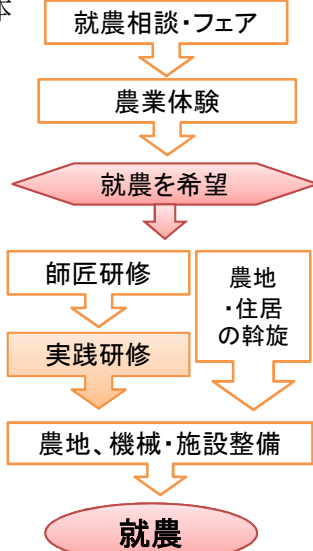 本
就農相談・フェア
農業体験
就農を希望
師匠研修
農地
・住居
の斡旋
実践研修
農地、機械・施設整備
就農